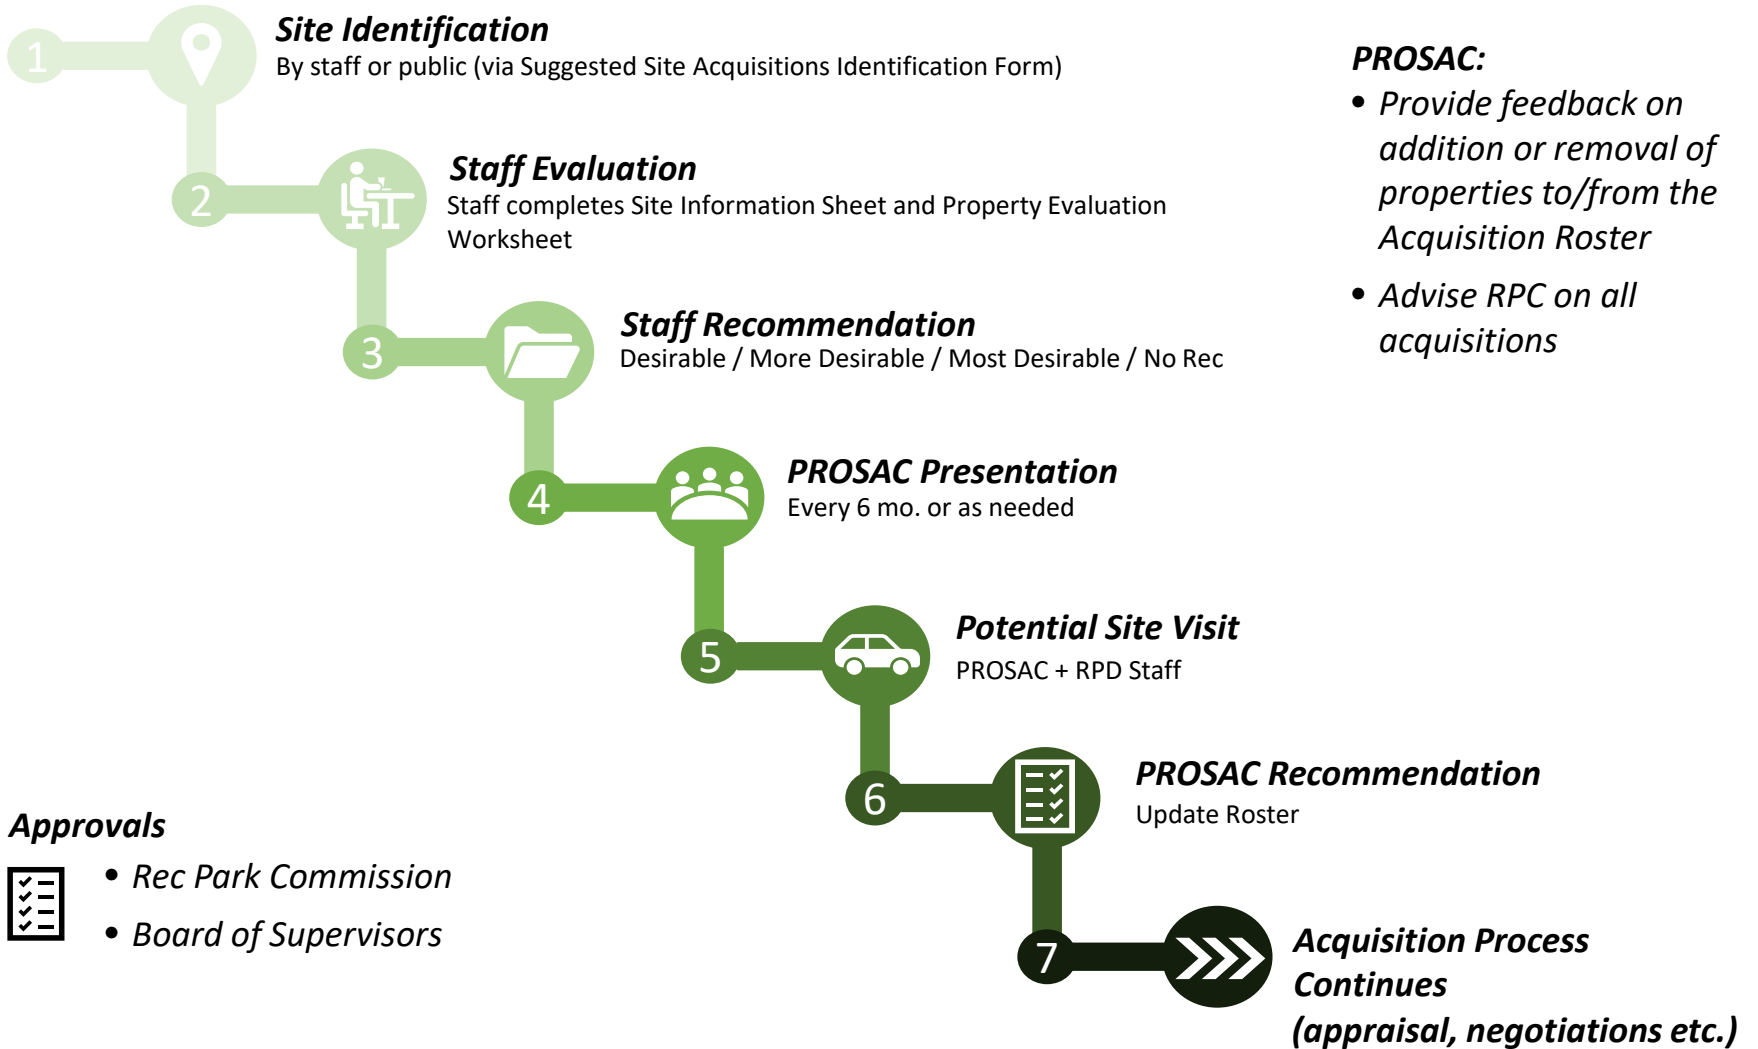 1
Site Identification
By staff or public (via Suggested Site Acquisitions Identification Form)
2
Staff Evaluation
Staff completes Site Information Sheet and Property Evaluation
Worksheet
3
Staff Recommendation
Desirable / More Desirable / Most Desirable / No Rec
4
PROSAC Presentation
Every 6 mo. or as needed
5
Potential Site Visit
PROSAC + RPD Staff
6
PROSAC Recommendation
Update Roster
7
Acquisition Process
Continues
(appraisal, negotiations etc.)
PROSAC:
• Provide feedback on
addition or removal of
properties to/from the
Acquisition Roster
• Advise RPC on all
acquisitions
Approvals
• Rec Park Commission
• Board of Supervisors